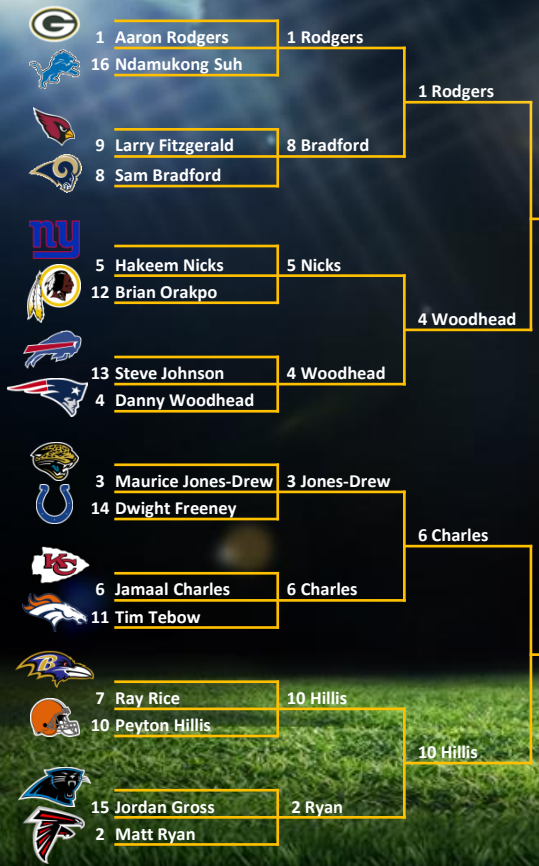 G
1 Aaron Rodgers
1 Rodgers
16 Ndamukong Suh
1 Rodgers
9 Larry Fitzgerald
8 Bradford
8 Sam Bradford
ny
5 Hakeem Nicks
5 Nicks
12 Brian Orakpo
4 Woodhead
13 Steve Johnson
4 Woodhead
4 Danny Woodhead
3 Maurice Jones-Drew
3 Jones-Drew
14 Dwight Freeney
6 Charles
KC
6 Jamaal Charles
6 Charles
11 Tim Tebow
B
7 Ray Rice
10 Hillis
10 Peyton Hillis
10 Hillis
15 Jordan Gross
2 Ryan
2 Matt Ryan